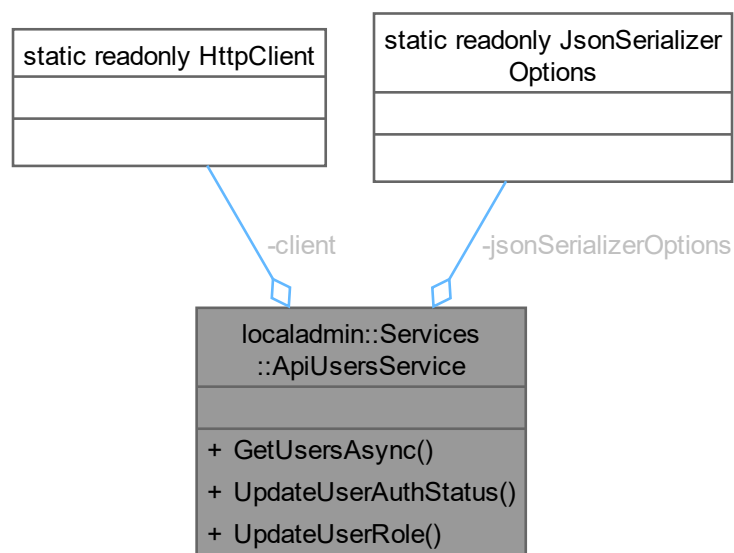 static readonly HttpClient
static readonly JsonSerializer
Options
-client
-jsonSerializerOptions
localadmin::Services
::ApiUsersService
+ GetUsersAsync()
+ UpdateUserAuthStatus()
+ UpdateUserRole()